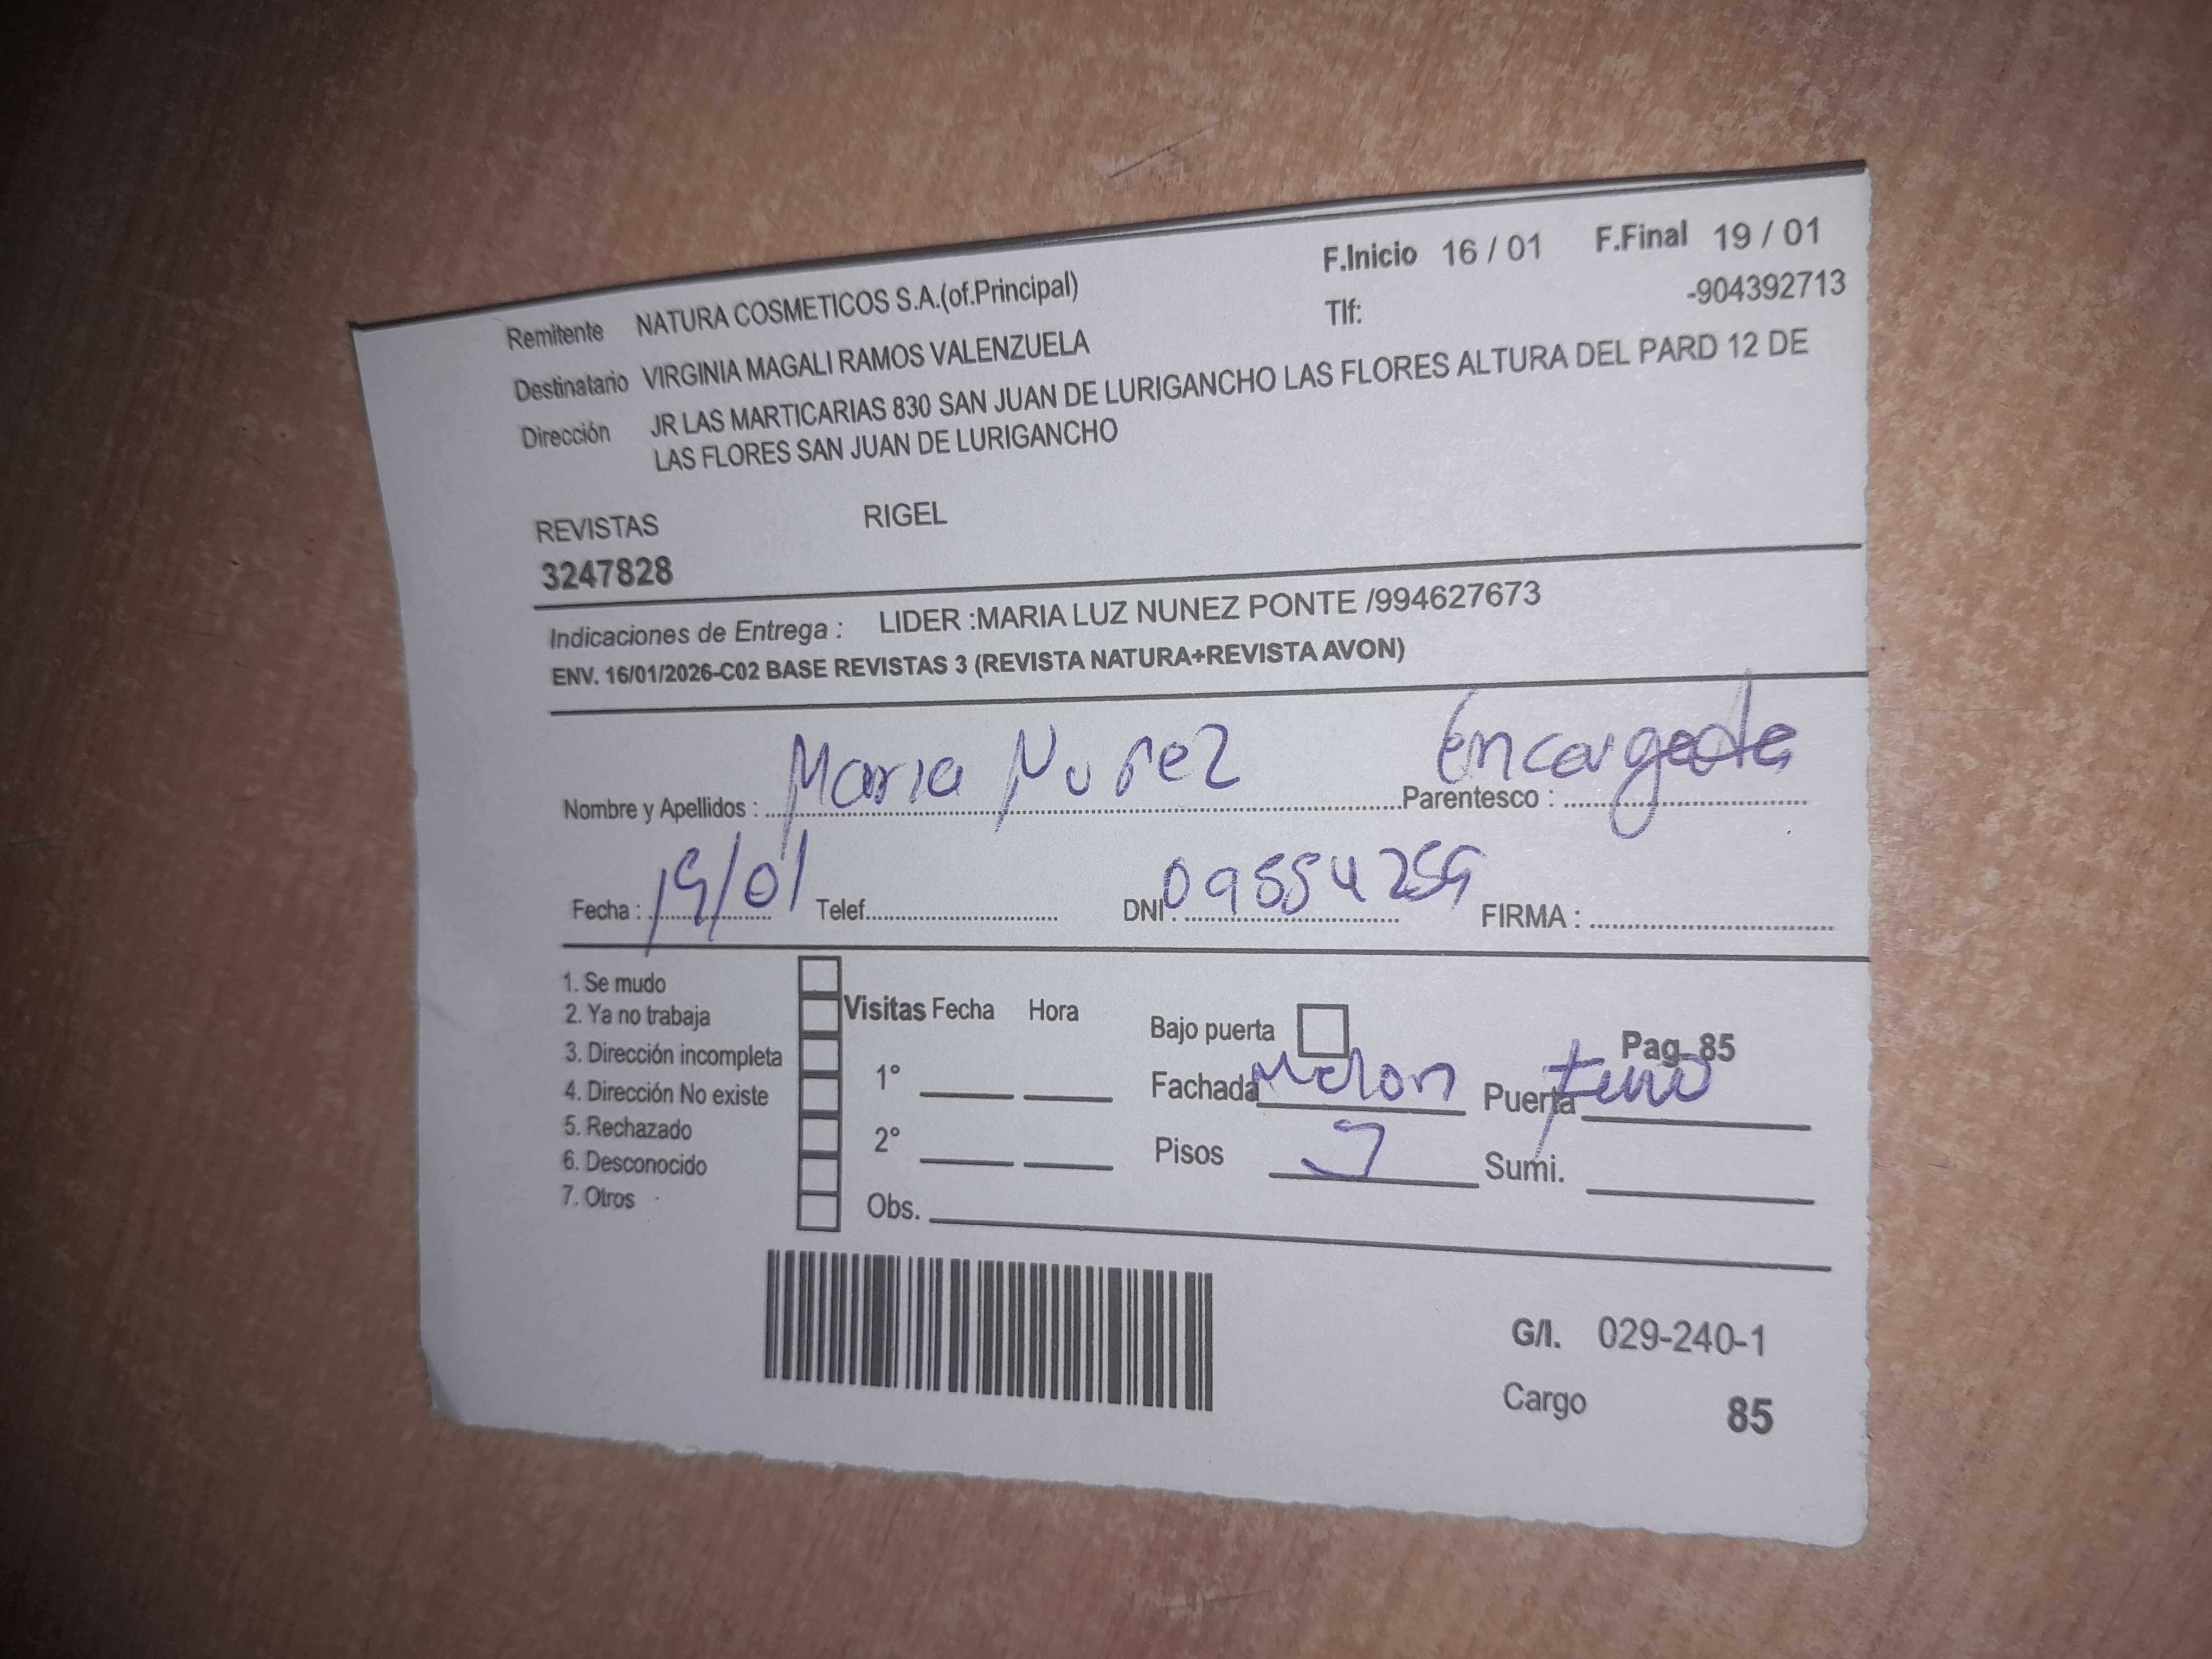 F.Inicio 16 / 01 F.Final 19 / 01
Remitente NATURA COSMETICOS S.A.(of.Principal) Tlf: -904392713
Destinatario VIRGINIA MAGALI RAMOS VALENZUELA
Dirección JR LAS MARTICARIAS 830 SAN JUAN DE LURIGANCHO LAS FLORES ALTURA DEL PARD 12 DE
LAS FLORES SAN JUAN DE LURIGANCHO
REVISTAS RIGEL
3247828
Indicaciones de Entrega : LIDER :MARIA LUZ NUNEZ PONTE /994627673
ENV. 16/01/2026-C02 BASE REVISTAS 3 (REVISTA NATURA+REVISTA AVON)
Nombre y Apellidos : Maria Nuñez Parentesco : Encargada
Fecha : 19/01 Telef. DNI : FIRMA :
1. Se mudo
2. Ya no trabaja
3. Dirección incompleta
4. Dirección No existe
5. Rechazado
6. Desconocido
7. Otros
Visitas Fecha Hora
1°
2°
Obs.
Bajo puerta Pag 85
Fachada Melon Puerta
Pisos Sumi.
G/I. 029-240-1
Cargo 85